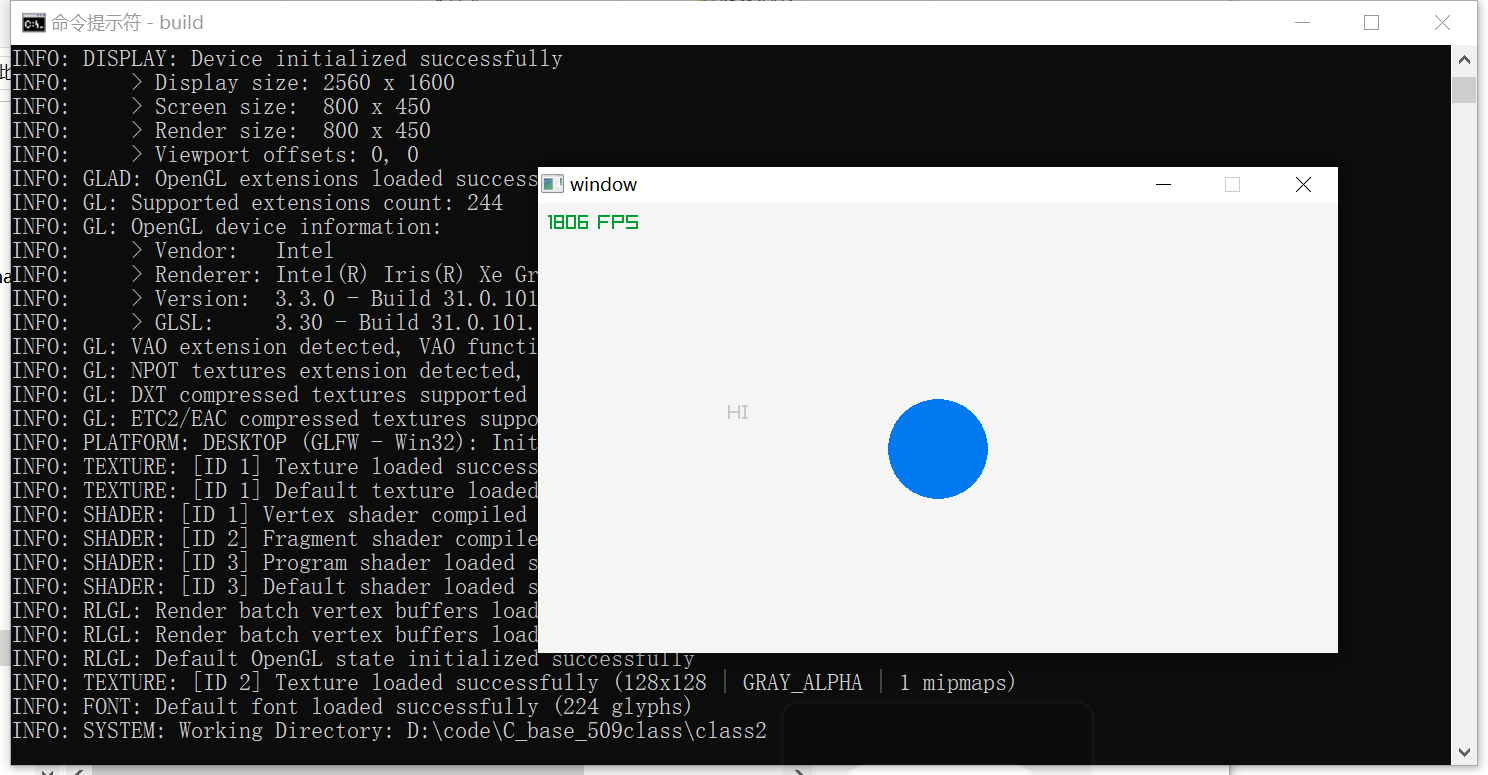 命令提示符 - build
INFO: DISPLAY: Device initialized successfully
INFO:     > Display size: 2560 x 1600
INFO:     > Screen size:  800 x 450
INFO:     > Render size:  800 x 450
INFO:     > Viewport offsets: 0, 0
INFO: GLAD: OpenGL extensions loaded success
INFO: GL: Supported extensions count: 244
INFO: GL: OpenGL device information:
INFO:     > Vendor:   Intel
INFO:     > Renderer: Intel(R) Iris(R) Xe Gr
INFO:     > Version:  3.3.0 - Build 31.0.101
INFO:     > GLSL:     3.30 - Build 31.0.101.
INFO: GL: VAO extension detected, VAO functi
INFO: GL: NPOT textures extension detected,
INFO: GL: DXT compressed textures supported
INFO: GL: ETC2/EAC compressed textures suppo
INFO: PLATFORM: DESKTOP (GLFW - Win32): Init
INFO: TEXTURE: [ID 1] Texture loaded success
INFO: TEXTURE: [ID 1] Default texture loaded
INFO: SHADER: [ID 1] Vertex shader compiled
INFO: SHADER: [ID 2] Fragment shader compile
INFO: SHADER: [ID 3] Program shader loaded s
INFO: SHADER: [ID 3] Default shader loaded s
INFO: RLGL: Render batch vertex buffers load
INFO: RLGL: Render batch vertex buffers load
INFO: RLGL: Default OpenGL state initialized successfully
INFO: TEXTURE: [ID 2] Texture loaded successfully (128x128 | GRAY_ALPHA | 1 mipmaps)
INFO: FONT: Default font loaded successfully (224 glyphs)
INFO: SYSTEM: Working Directory: D:\code\C_base_509class\class2
window
1806 FPS
HI